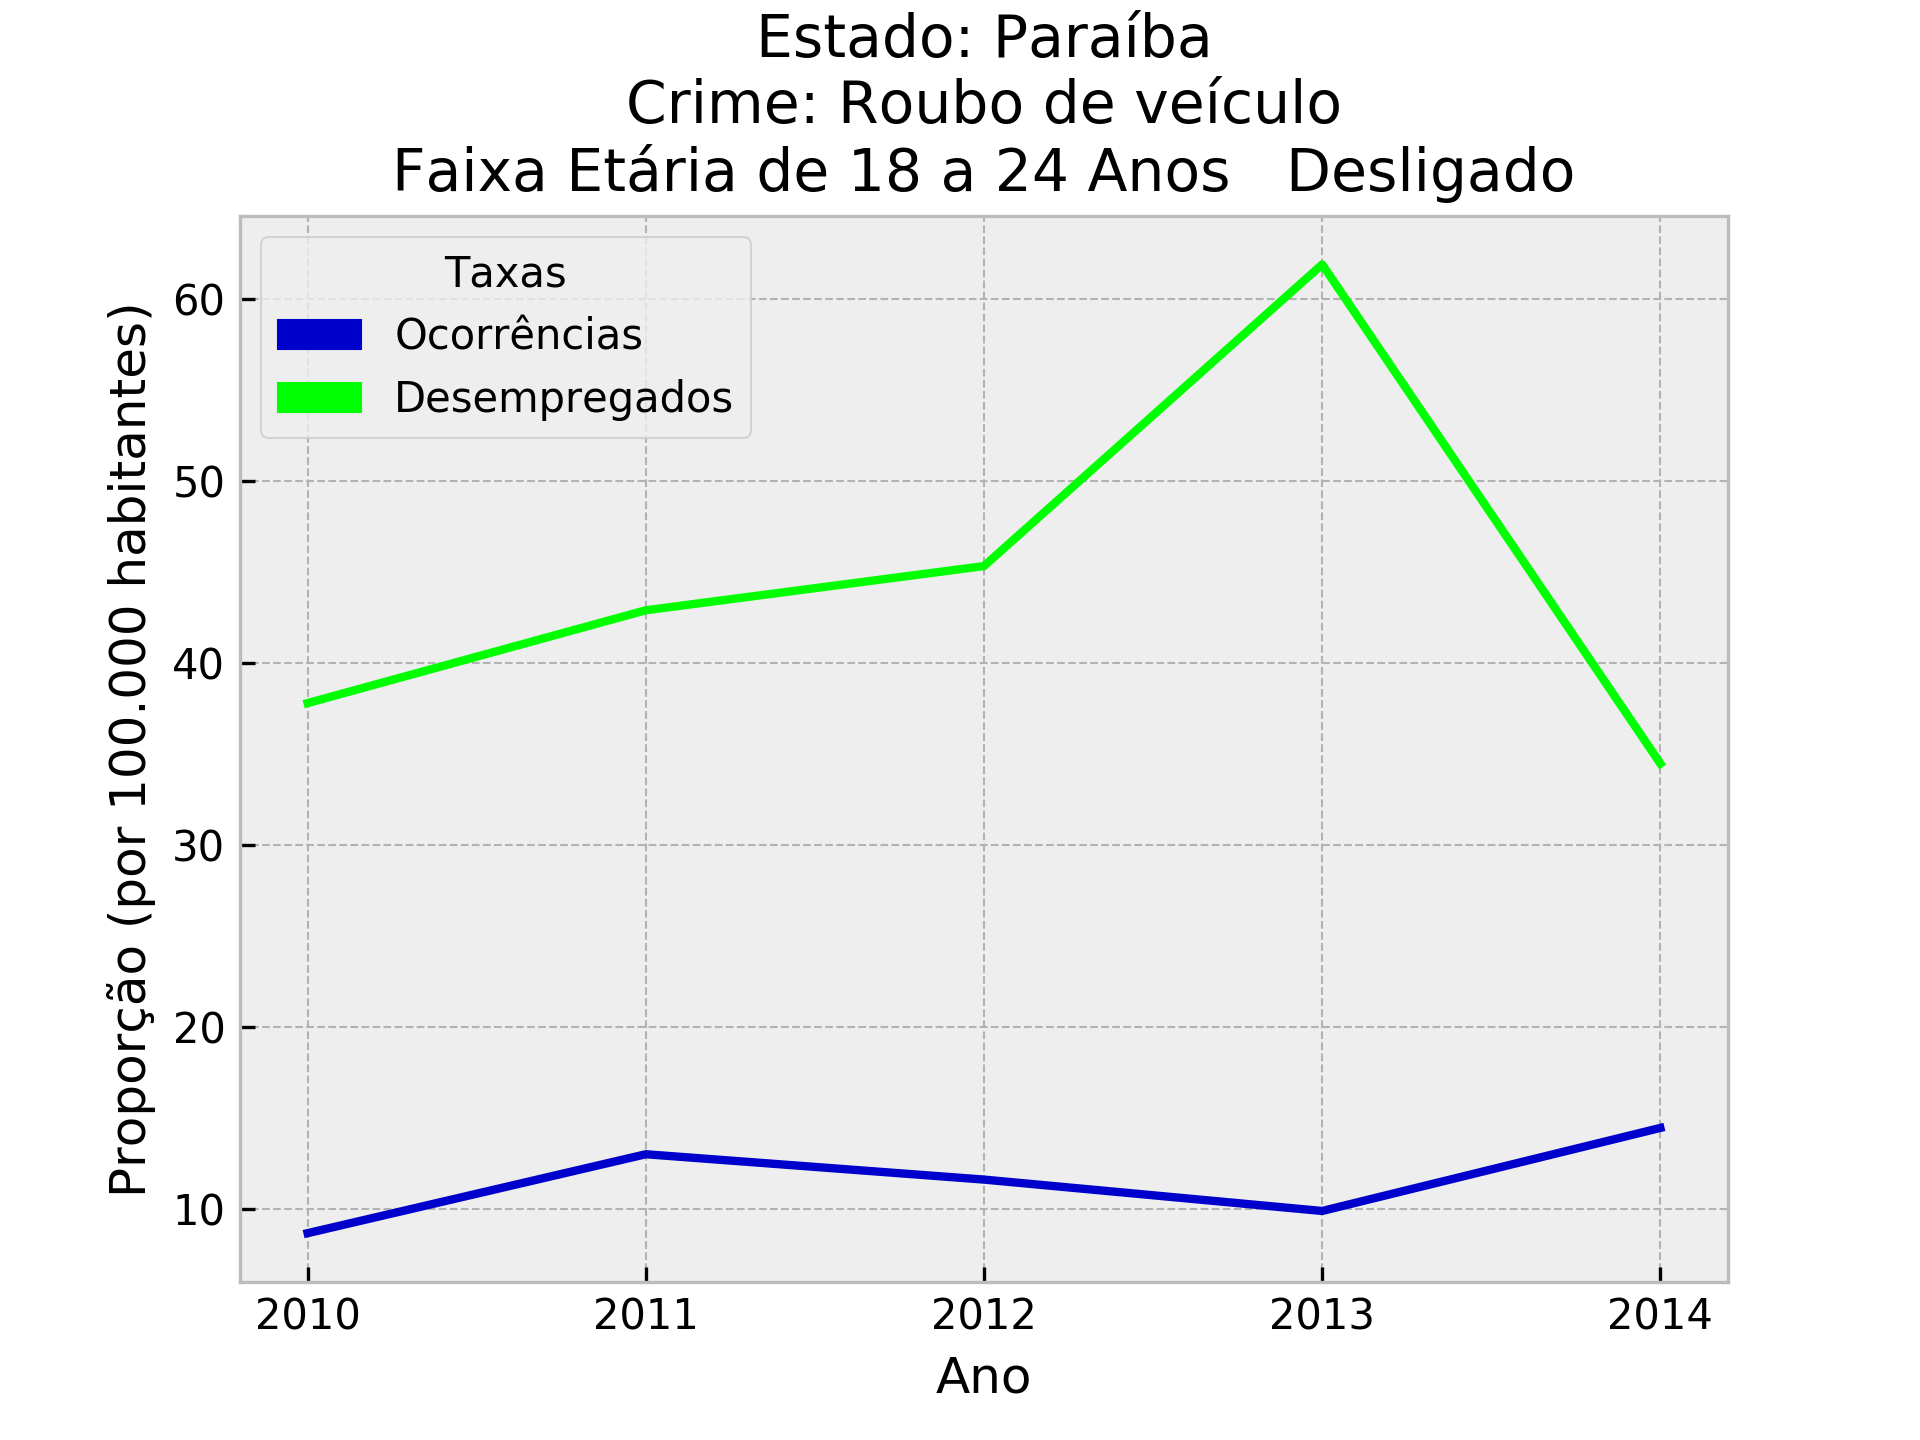 Estado: Paraíba
Crime: Roubo de veículo
Faixa Etária de 18 a 24 Anos   Desligado
Taxas
Ocorrências
Desempregados
Proporção (por 100.000 habitantes)
60
50
40
30
20
10
2010 2011 2012 2013 2014
Ano